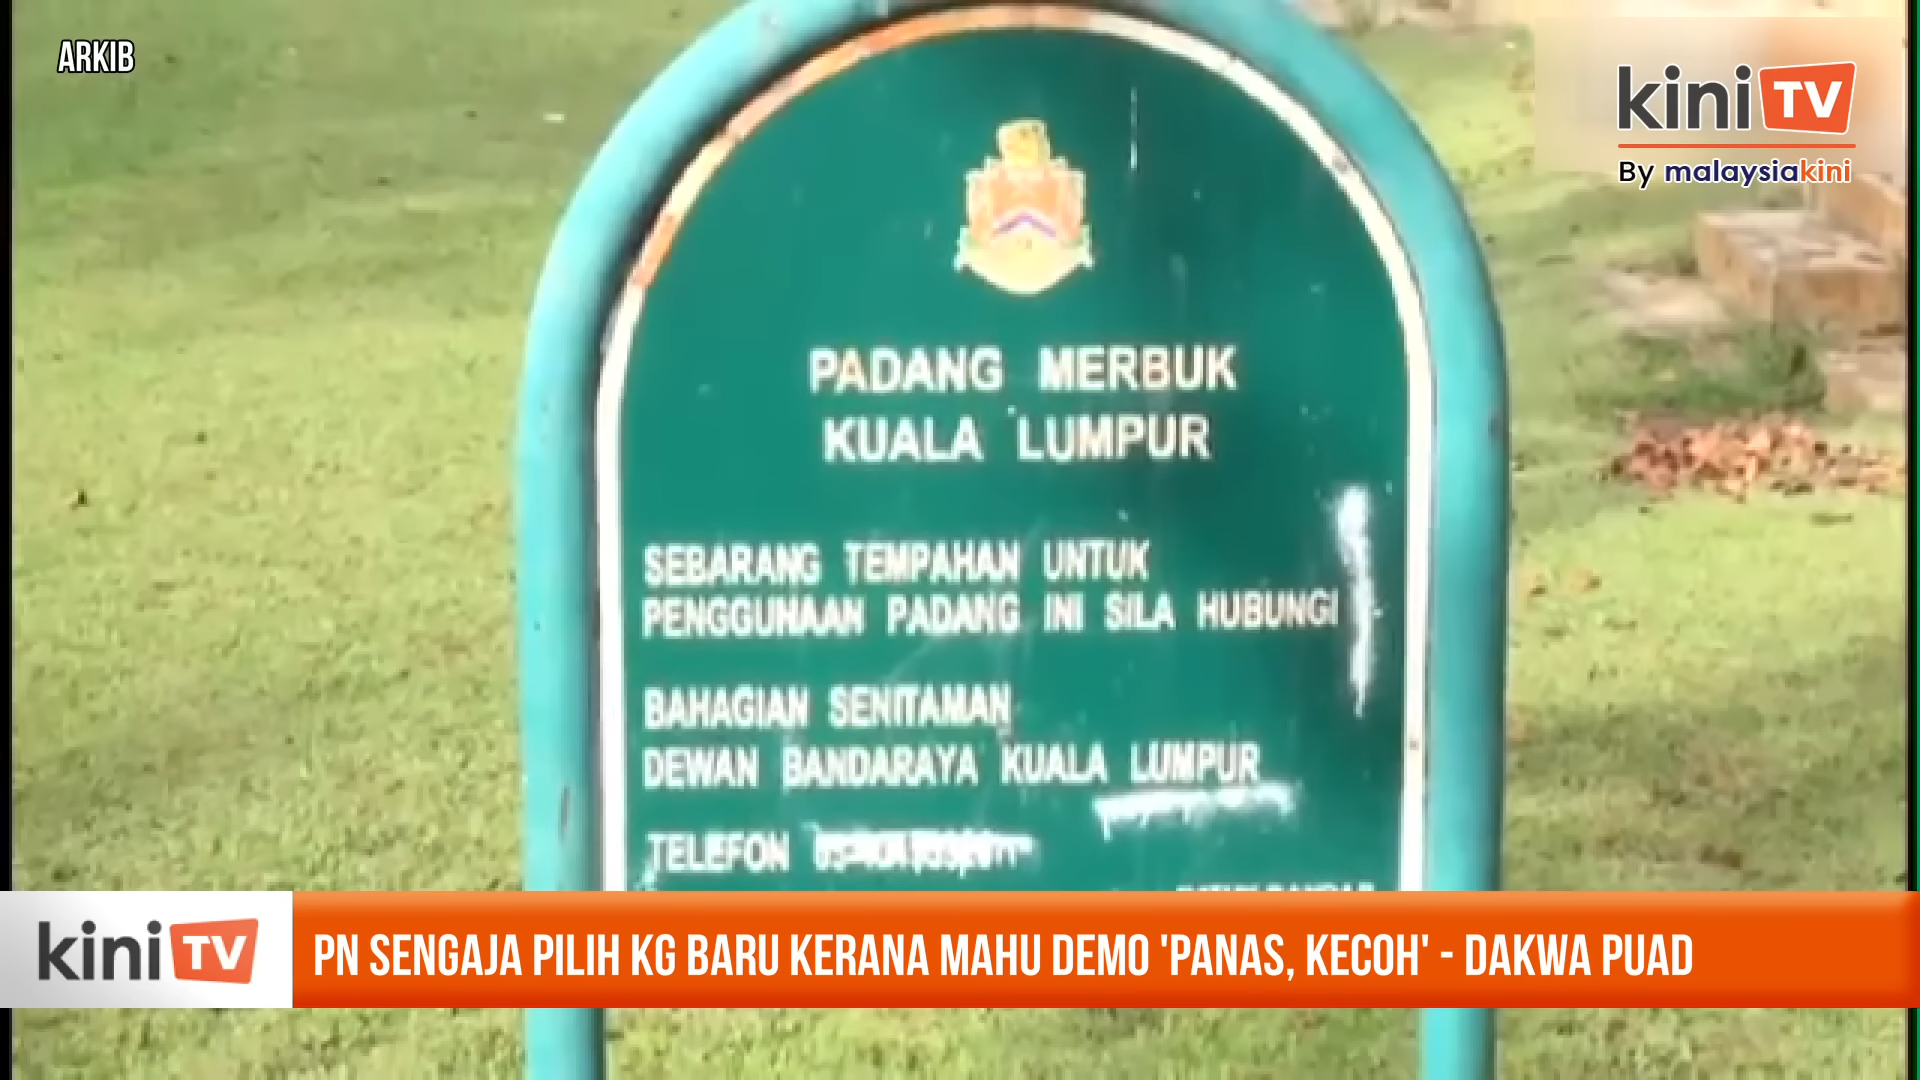 ARKIB
kini TV
By malaysiakini
PADANG MERBUK
KUALA LUMPUR
SEBARANG TEMPAHAN UNTUK
PENGGUNAAN PADANG INI SILA HUBUNGI
BAHAGIAN SENITAMAN
DEWAN BANDARAYA KUALA LUMPUR
TELEFON
kini TV
PN SENGAJA PILIH KG BARU KERANA MAHU DEMO 'PANAS, KECOH' - DAKWA PUAD